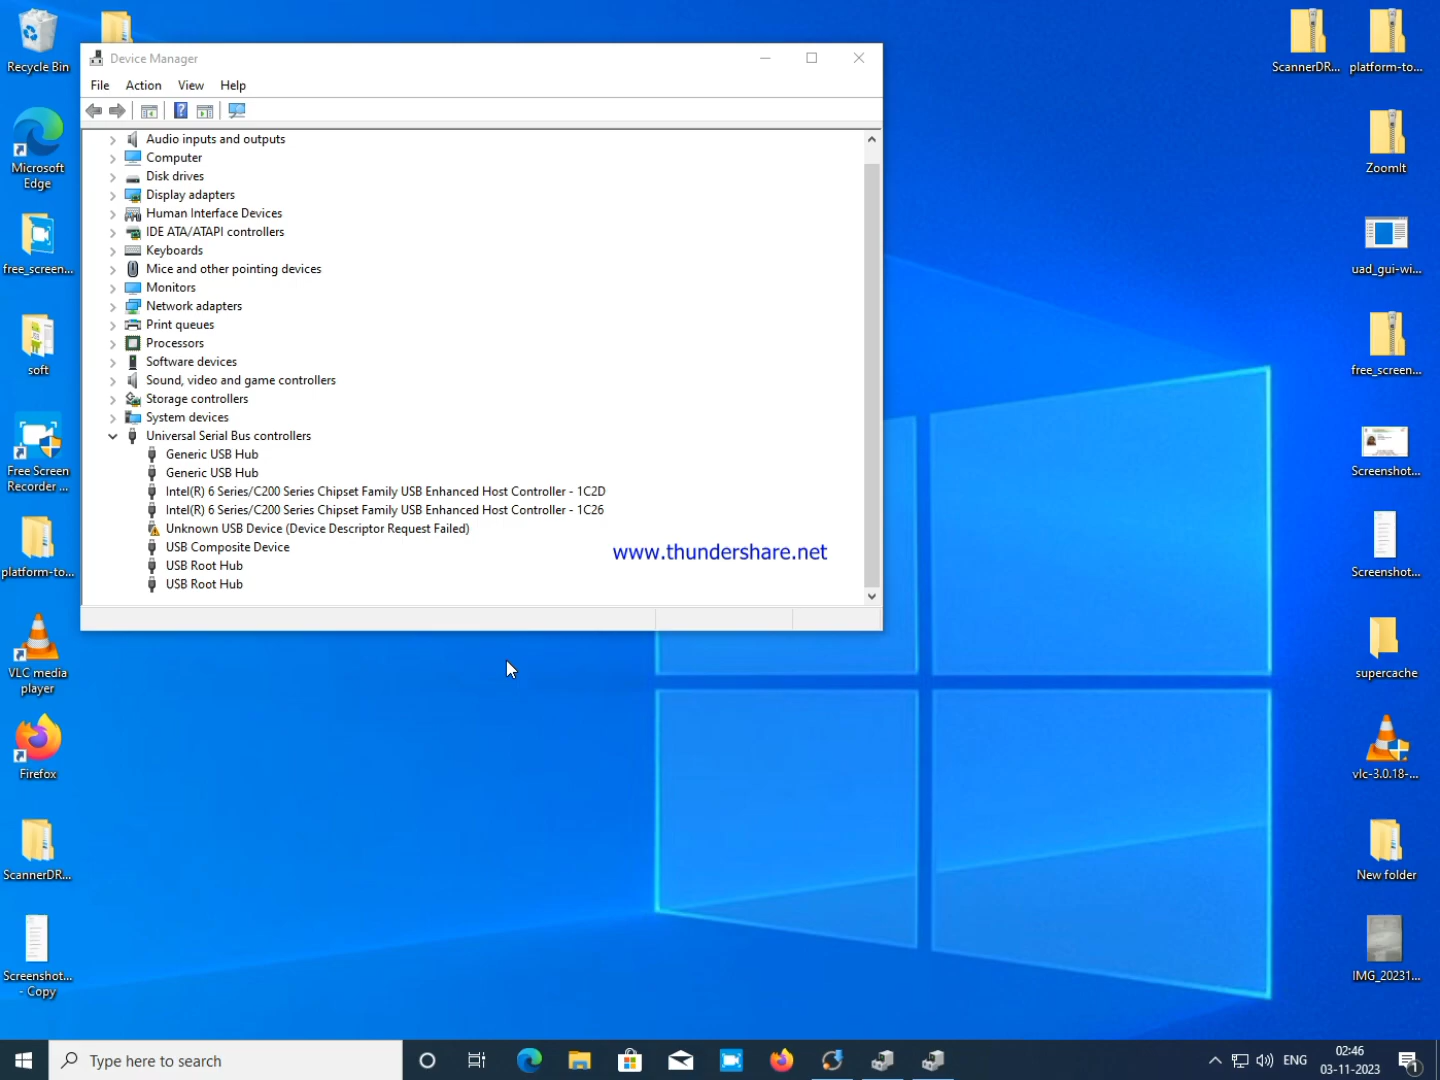 Recycle Bin
Microsoft
Edge
free_screen...
soft
Free Screen
Recorder ...
platform-to...
VLC media
player
Firefox
ScannerDR...
Screenshot...
- Copy
Device Manager
File Action View Help
Audio inputs and outputs
Computer
Disk drives
Display adapters
Human Interface Devices
IDE ATA/ATAPI controllers
Keyboards
Mice and other pointing devices
Monitors
Network adapters
Print queues
Processors
Software devices
Sound, video and game controllers
Storage controllers
System devices
Universal Serial Bus controllers
Generic USB Hub
Generic USB Hub
Intel(R) 6 Series/C200 Series Chipset Family USB Enhanced Host Controller - 1C2D
Intel(R) 6 Series/C200 Series Chipset Family USB Enhanced Host Controller - 1C26
Unknown USB Device (Device Descriptor Request Failed)
USB Composite Device
USB Root Hub
USB Root Hub
www.thundershare.net
ScannerDR... platform-to...
ZoomIt
uad_gui-wi...
free_screen...
Screenshot...
Screenshot...
supercache
vlc-3.0.18-...
New folder
IMG_20231...
Type here to search
ENG
02:46
03-11-2023
1